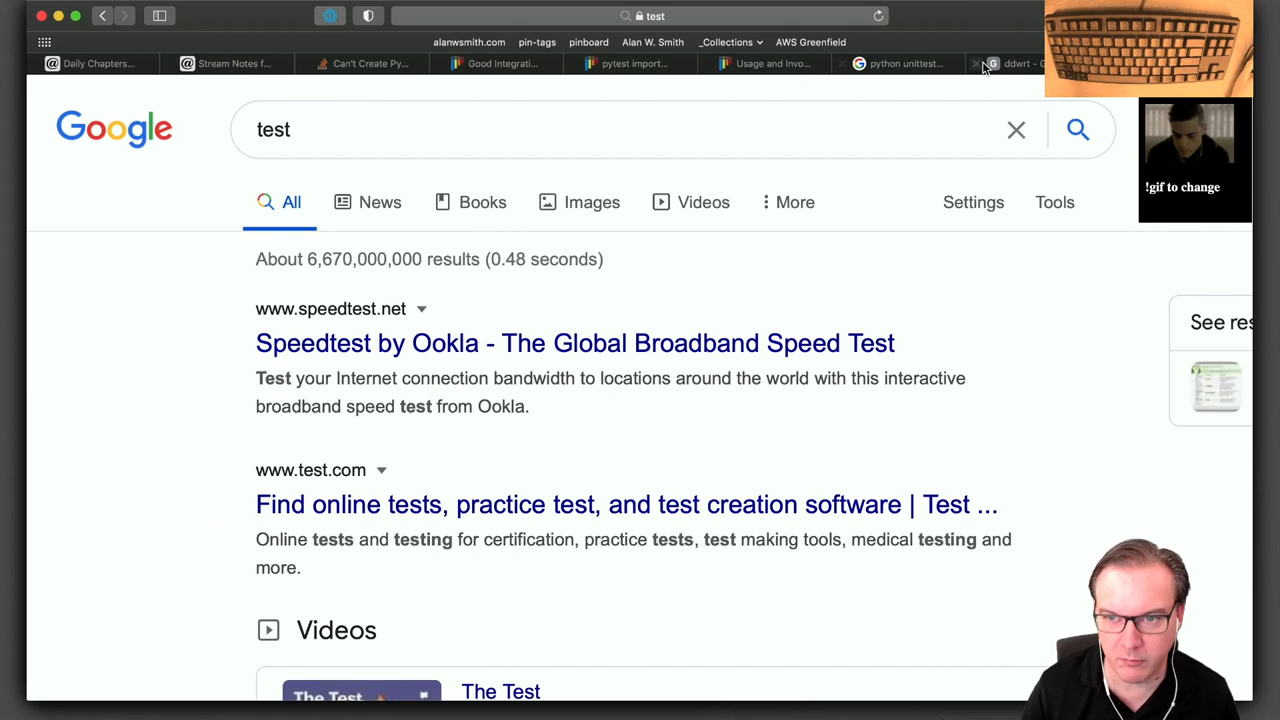 test
alanwsmith.com pin-tags pinboard Alan W. Smith _Collections AWS Greenfield
Daily Chapters... Stream Notes f... Can't Create Py... Good Integrati... pytest import... Usage and Invo... python unittest... ddwrt - G
Google
test
!gif to change
All News Books Images Videos More Settings Tools
About 6,670,000,000 results (0.48 seconds)
www.speedtest.net
See res
Speedtest by Ookla - The Global Broadband Speed Test
Test your Internet connection bandwidth to locations around the world with this interactive
broadband speed test from Ookla.
www.test.com
Find online tests, practice test, and test creation software | Test ...
Online tests and testing for certification, practice tests, test making tools, medical testing and
more.
Videos
The Test
The Test